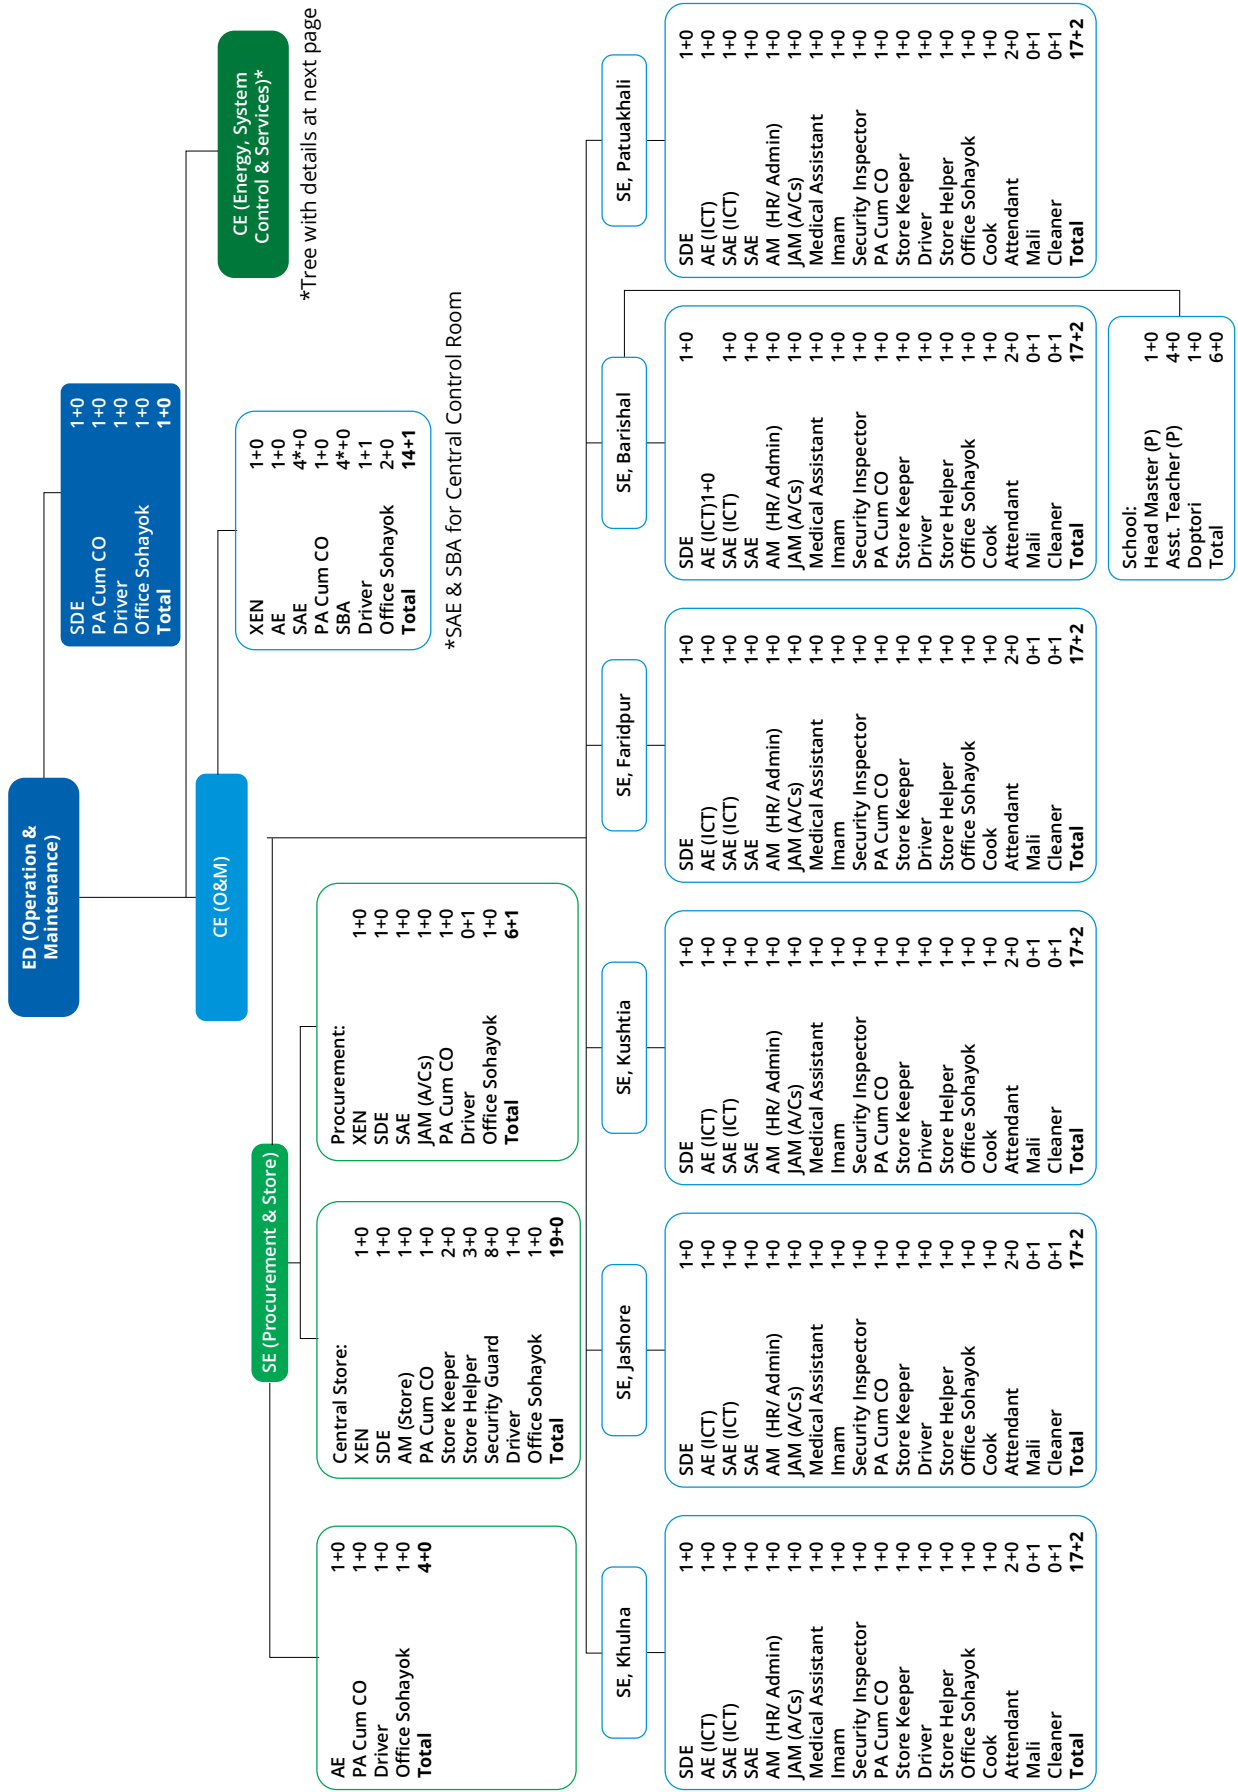 ED (Operation &
Maintenance)
SDE 1+0
PA Cum CO 1+0
Driver 1+0
Office Sohayok 1+0
Total 1+0
CE (O&M)
CE (Energy, System
Control & Services)*
*Tree with details at next page
XEN 1+0
AE 1+0
SAE 4*+0
PA Cum CO 1+0
SBA 4*+0
Driver 1+1
Office Sohayok 2+0
Total 14+1
*SAE & SBA for Central Control Room
SE (Procurement & Store)
AE 1+0
PA Cum CO 1+0
Driver 1+0
Office Sohayok 1+0
Total 4+0
Central Store:
XEN 1+0
SDE 1+0
AM (Store) 1+0
PA Cum CO 1+0
Store Keeper 2+0
Store Helper 3+0
Security Guard 8+0
Driver 1+0
Office Sohayok 1+0
Total 19+0
Procurement:
XEN 1+0
SDE 1+0
SAE 1+0
JAM (A/Cs) 1+0
PA Cum CO 1+0
Driver 0+1
Office Sohayok 1+0
Total 6+1
SE, Khulna
SDE 1+0
AE (ICT) 1+0
SAE (ICT) 1+0
SAE 1+0
AM (HR/ Admin) 1+0
JAM (A/Cs) 1+0
Medical Assistant 1+0
Imam 1+0
Security Inspector 1+0
PA Cum CO 1+0
Store Keeper 1+0
Driver 1+0
Store Helper 1+0
Office Sohayok 1+0
Cook 1+0
Attendant 2+0
Mali 0+1
Cleaner 0+1
Total 17+2
SE, Jashore
SDE 1+0
AE (ICT) 1+0
SAE (ICT) 1+0
SAE 1+0
AM (HR/ Admin) 1+0
JAM (A/Cs) 1+0
Medical Assistant 1+0
Imam 1+0
Security Inspector 1+0
PA Cum CO 1+0
Store Keeper 1+0
Driver 1+0
Store Helper 1+0
Office Sohayok 1+0
Cook 1+0
Attendant 2+0
Mali 0+1
Cleaner 0+1
Total 17+2
SE, Kushtia
SDE 1+0
AE (ICT) 1+0
SAE (ICT) 1+0
SAE 1+0
AM (HR/ Admin) 1+0
JAM (A/Cs) 1+0
Medical Assistant 1+0
Imam 1+0
Security Inspector 1+0
PA Cum CO 1+0
Store Keeper 1+0
Driver 1+0
Store Helper 1+0
Office Sohayok 1+0
Cook 1+0
Attendant 2+0
Mali 0+1
Cleaner 0+1
Total 17+2
SE, Faridpur
SDE 1+0
AE (ICT) 1+0
SAE (ICT) 1+0
SAE 1+0
AM (HR/ Admin) 1+0
JAM (A/Cs) 1+0
Medical Assistant 1+0
Imam 1+0
Security Inspector 1+0
PA Cum CO 1+0
Store Keeper 1+0
Driver 1+0
Store Helper 1+0
Office Sohayok 1+0
Cook 1+0
Attendant 2+0
Mali 0+1
Cleaner 0+1
Total 17+2
SE, Barishal
SDE 1+0
AE (ICT)1+0
SAE (ICT) 1+0
SAE 1+0
AM (HR/ Admin) 1+0
JAM (A/Cs) 1+0
Medical Assistant 1+0
Imam 1+0
Security Inspector 1+0
PA Cum CO 1+0
Store Keeper 1+0
Driver 1+0
Store Helper 1+0
Office Sohayok 1+0
Cook 1+0
Attendant 2+0
Mali 0+1
Cleaner 0+1
Total 17+2
School:
Head Master (P) 1+0
Asst. Teacher (P) 4+0
Doptori 1+0
Total 6+0
SE, Patuakhali
SDE 1+0
AE (ICT) 1+0
SAE (ICT) 1+0
SAE 1+0
AM (HR/ Admin) 1+0
JAM (A/Cs) 1+0
Medical Assistant 1+0
Imam 1+0
Security Inspector 1+0
PA Cum CO 1+0
Store Keeper 1+0
Driver 1+0
Store Helper 1+0
Office Sohayok 1+0
Cook 1+0
Attendant 2+0
Mali 0+1
Cleaner 0+1
Total 17+2